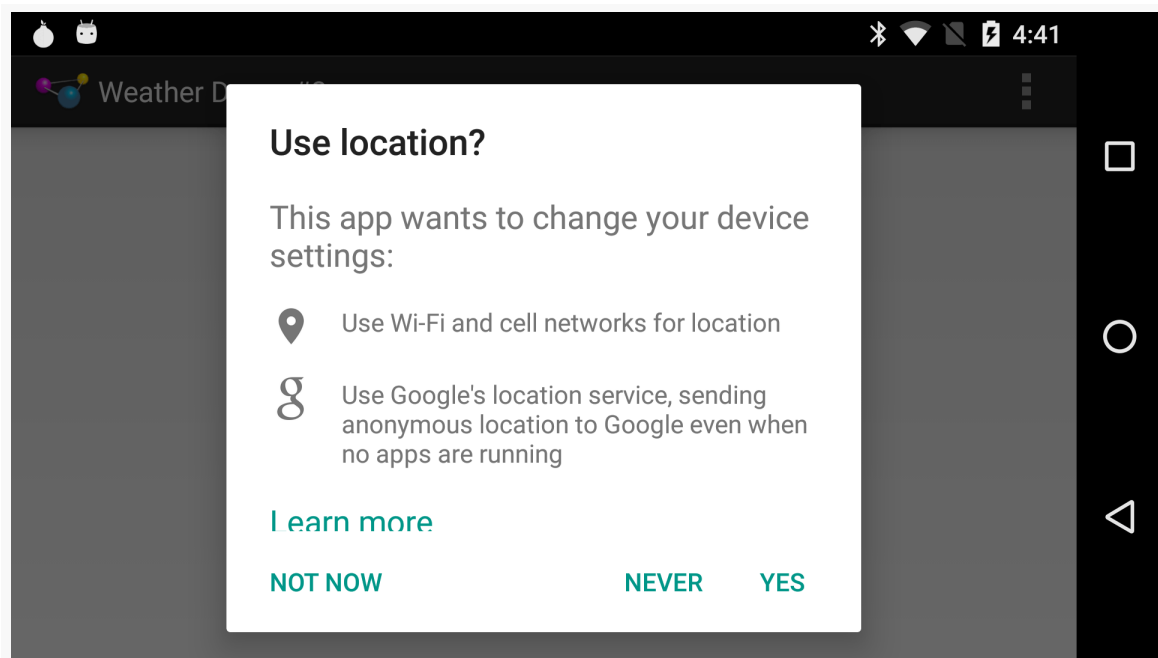 4:41
Weather D
Use location?
This app wants to change your device
settings:
Use Wi-Fi and cell networks for location
g
Use Google's location service, sending
anonymous location to Google even when
no apps are running
Learn more
NOT NOW NEVER YES